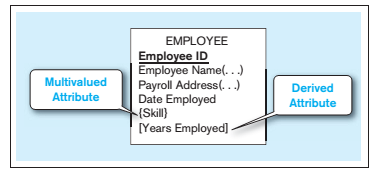 EMPLOYEE
Employee ID
Employee Name(. . .)
Payroll Address(. . .)
Date Employed
{Skill}
[Years Employed]
Multivalued
Attribute
Derived
Attribute